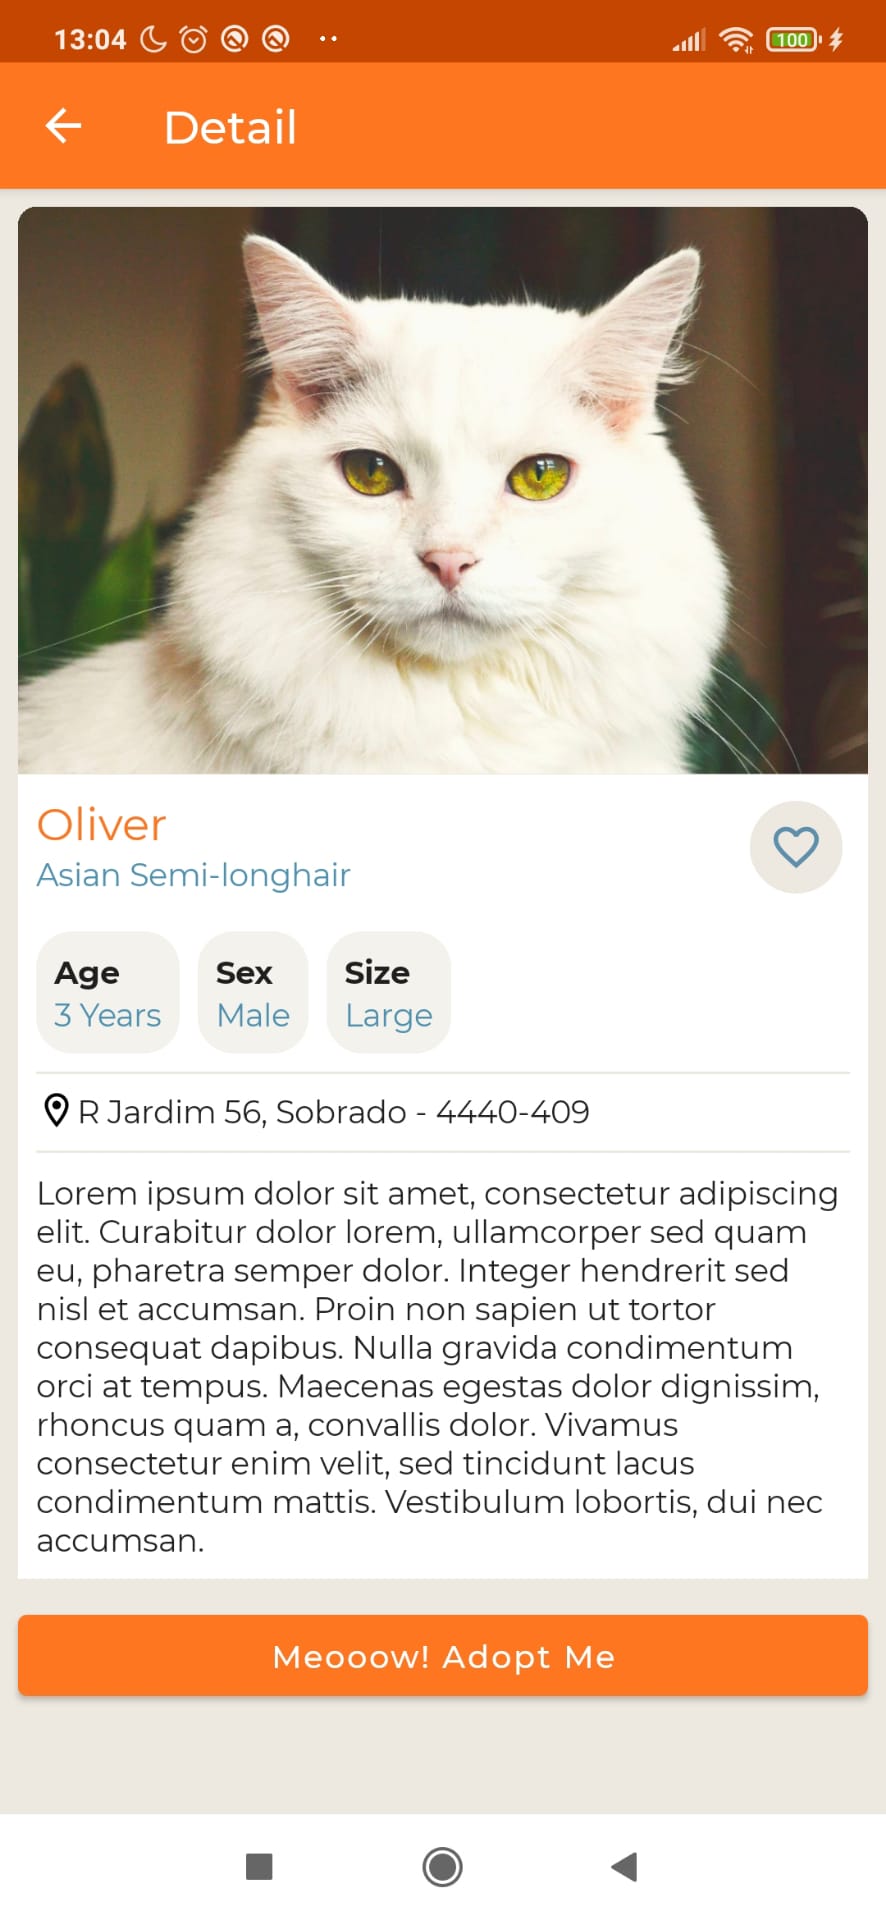 13:04
100
Detail
Oliver
Asian Semi-longhair
Age
3 Years
Sex
Male
Size
Large
R Jardim 56, Sobrado - 4440-409
Lorem ipsum dolor sit amet, consectetur adipiscing
elit. Curabitur dolor lorem, ullamcorper sed quam
eu, pharetra semper dolor. Integer hendrerit sed
nisl et accumsan. Proin non sapien ut tortor
consequat dapibus. Nulla gravida condimentum
orci at tempus. Maecenas egestas dolor dignissim,
rhoncus quam a, convallis dolor. Vivamus
consectetur enim velit, sed tincidunt lacus
condimentum mattis. Vestibulum lobortis, dui nec
accumsan.
Meooow! Adopt Me